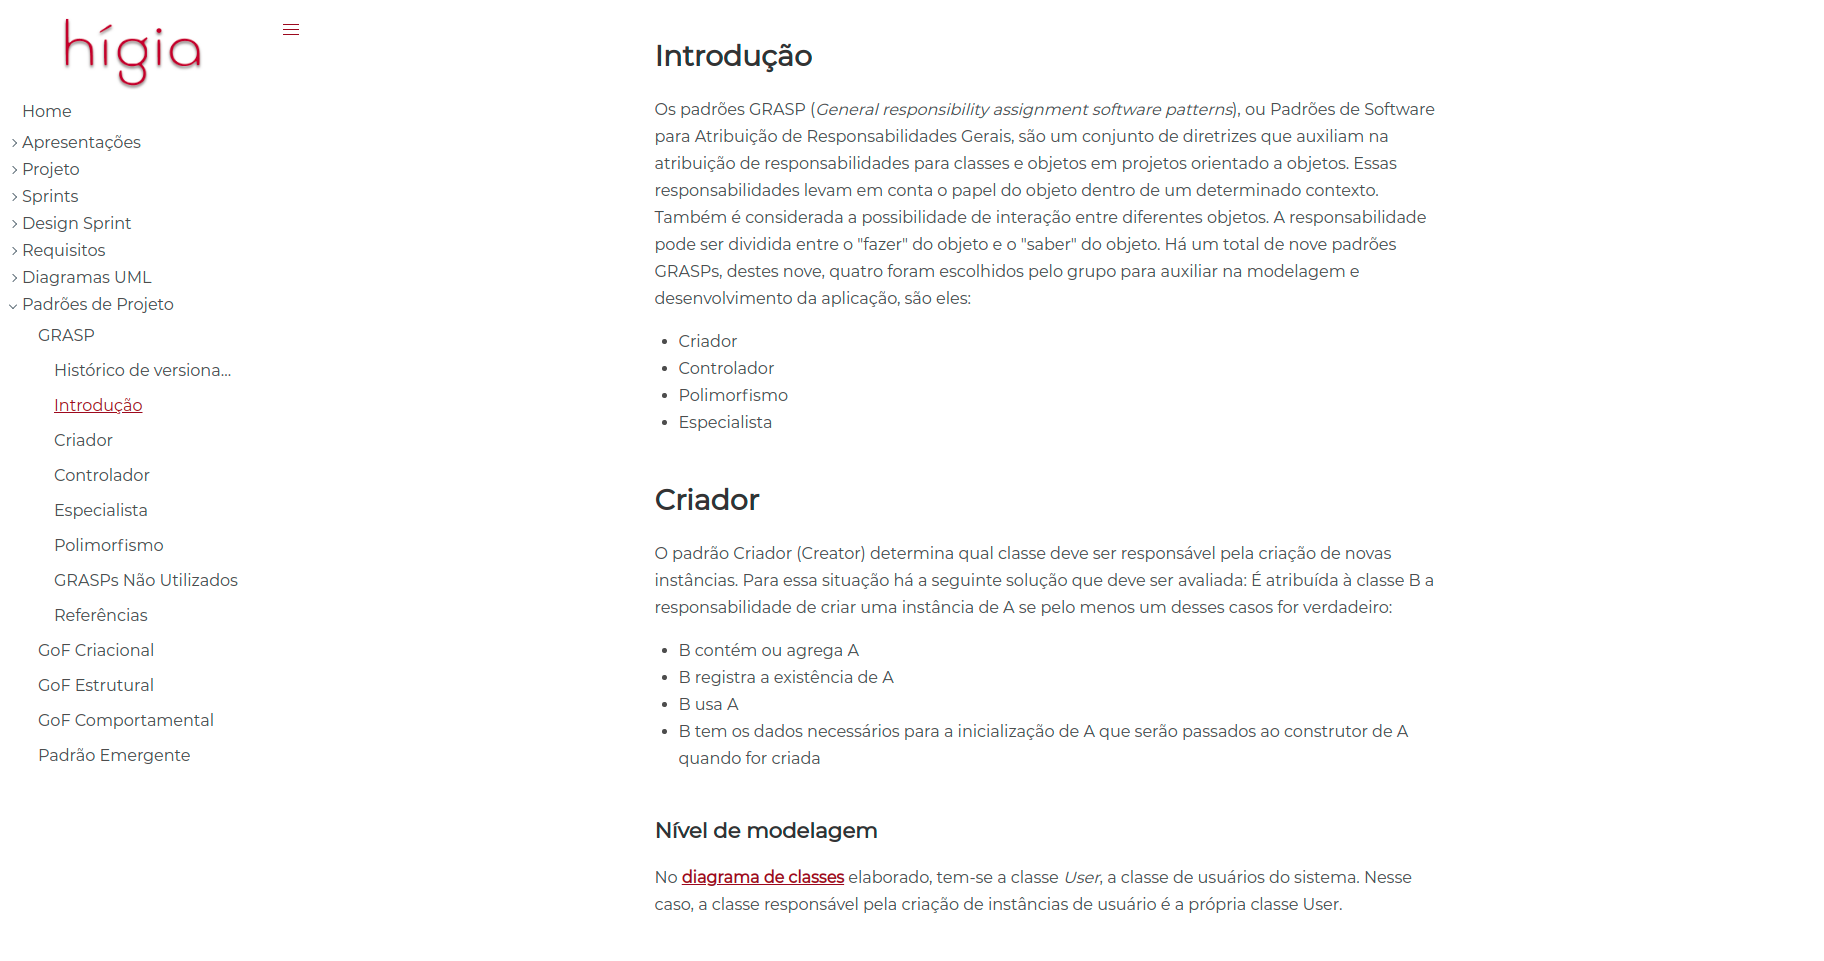 hígia
Home
Apresentações
Projeto
Sprints
Design Sprint
Requisitos
Diagramas UML
Padrões de Projeto
GRASP
Histórico de versiona...
Introdução
Criador
Controlador
Especialista
Polimorfismo
GRASPs Não Utilizados
Referências
GoF Criacional
GoF Estrutural
GoF Comportamental
Padrão Emergente
Introdução
Os padrões GRASP (General responsibility assignment software patterns), ou Padrões de Software
para Atribuição de Responsabilidades Gerais, são um conjunto de diretrizes que auxiliam na
atribuição de responsabilidades para classes e objetos em projetos orientado a objetos. Essas
responsabilidades levam em conta o papel do objeto dentro de um determinado contexto.
Também é considerada a possibilidade de interação entre diferentes objetos. A responsabilidade
pode ser dividida entre o "fazer" do objeto e o "saber" do objeto. Há um total de nove padrões
GRASPs, destes nove, quatro foram escolhidos pelo grupo para auxiliar na modelagem e
desenvolvimento da aplicação, são eles:
• Criador
• Controlador
• Polimorfismo
• Especialista
Criador
O padrão Criador (Creator) determina qual classe deve ser responsável pela criação de novas
instâncias. Para essa situação há a seguinte solução que deve ser avaliada: É atribuída à classe B a
responsabilidade de criar uma instância de A se pelo menos um desses casos for verdadeiro:
• B contém ou agrega A
• B registra a existência de A
• B usa A
• B tem os dados necessários para a inicialização de A que serão passados ao construtor de A
quando for criada
Nível de modelagem
No diagrama de classes elaborado, tem-se a classe User, a classe de usuários do sistema. Nesse
caso, a classe responsável pela criação de instâncias de usuário é a própria classe User.